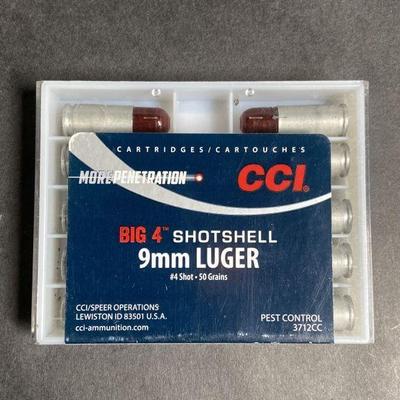 CARTRIDGES/CARTOUCHES
MORE PENETRATION
CCI®
BIG 4™ SHOTSHELL
9mm LUGER
#4 Shot • 50 Grains
CCI/SPEER OPERATIONS
LEWISTON ID 83501 U.S.A.
cci-ammunition.com
PEST CONTROL
3712CC